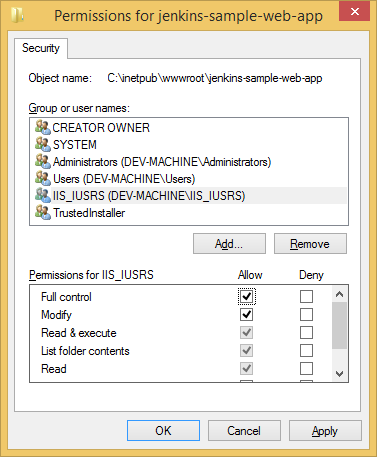 Permissions for jenkins-sample-web-app
Security
Object name: C:\inetpub\wwwroot\jenkins-sample-web-app
Group or user names:
CREATOR OWNER
SYSTEM
Administrators (DEV-MACHINE\Administrators)
Users (DEV-MACHINE\Users)
IIS_IUSRS (DEV-MACHINE\IIS_IUSRS)
TrustedInstaller
Add... Remove
Permissions for IIS_IUSRS Allow Deny
Full control
Modify
Read & execute
List folder contents
Read
OK Cancel Apply